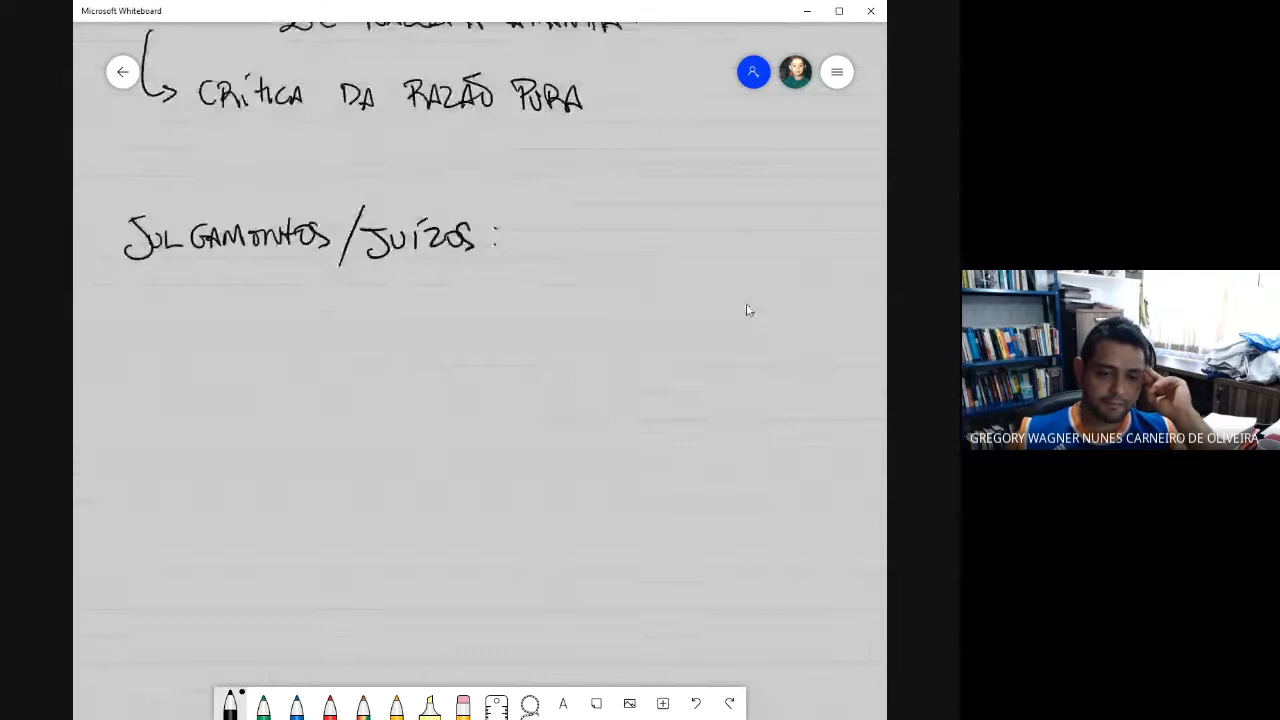 Microsoft Whiteboard
CRÍTICA DA RAZÃO PURA
JULGAMENTOS / JUÍZOS :
GREGORY WAGNER NUNES CARNEIRO DE OLIVEIRA